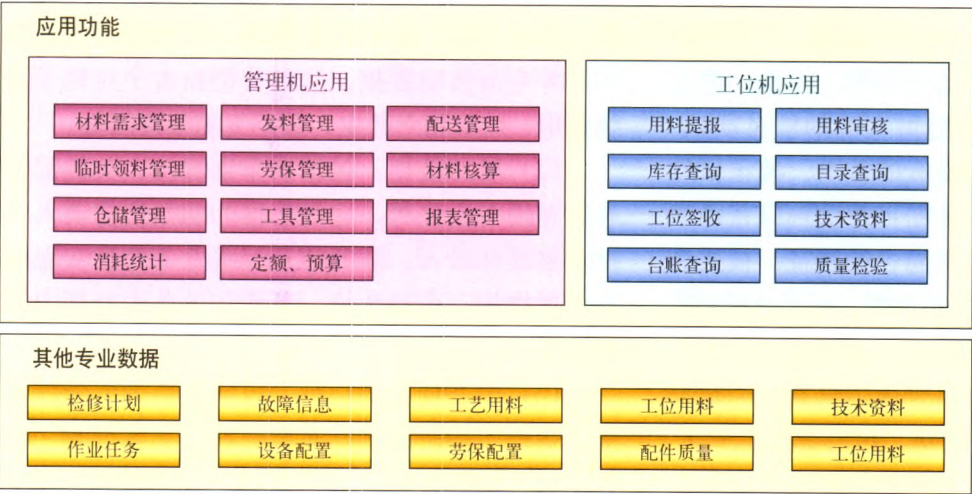 应用功能
管理机应用
材料需求管理 发料管理 配送管理
临时领料管理 劳保管理 材料核算
仓储管理 工具管理 报表管理
消耗统计 定额、预算
工位机应用
用料提报 用料审核
库存查询 目录查询
工位签收 技术资料
台账查询 质量检验
其他专业数据
检修计划 故障信息 工艺用料 工位用料 技术资料
作业任务 设备配置 劳保配置 配件质量 工位用料